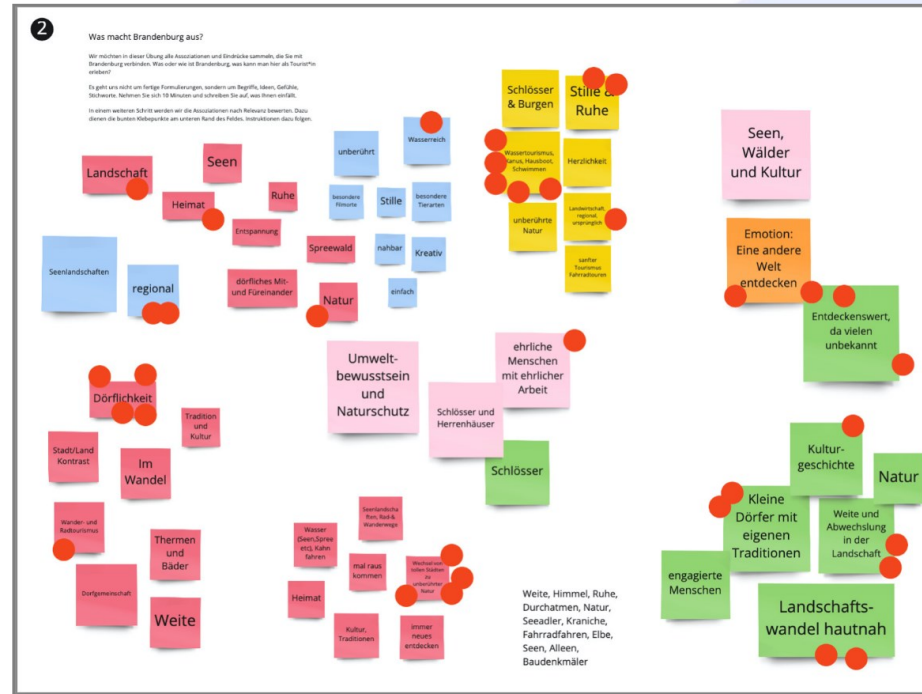 2
Was macht Brandenburg aus?
Wir möchten in dieser Übung alle Assoziationen und Eindrücke sammeln, die Sie mit
Brandenburg verbinden. Was oder wie ist Brandenburg, was kann man hier als Tourist*in
erleben?
Es geht uns nicht um fertige Formulierungen, sondern um Begriffe, Ideen, Gefühle,
Stichworte. Nehmen Sie sich 10 Minuten und schreiben Sie auf, was Ihnen einfällt.
In einem weiteren Schritt werden wir die Assoziationen nach Relevanz bewerten. Dazu
dienen die bunten Klebepunkte am unteren Rand des Feldes. Instruktionen dazu folgen.
Landschaft
Seen
Heimat
Ruhe
Entspannung
Spreewald
dörfliches Mit-
und Füreinander
Natur
Seenlandschaften
regional
unberührt
Wasserreich
besondere
Filmorte
Stille
besondere
Tierarten
nahbar
Kreativ
einfach
Schlösser
& Burgen
Stille &
Ruhe
Wassertourismus,
Kanus, Hausboot,
Schwimmen
Herzlichkeit
unberührte
Natur
Landwirtschaft,
regional,
ursprünglich
sanfter
Tourismus
Fahrradtouren
Seen,
Wälder
und Kultur
Emotion:
Eine andere
Welt
entdecken
Entdeckenswert,
da vielen
unbekannt
Dörflichkeit
Tradition
und
Kultur
Stadt/Land
Kontrast
Im
Wandel
Wander- und
Radtourismus
Thermen
und
Bäder
Dorfgemeinschaft
Weite
Umwelt-
bewusstsein
und
Naturschutz
ehrliche
Menschen
mit ehrlicher
Arbeit
Schlösser und
Herrenhäuser
Schlösser
Seenlandscha
ften, Rad-&
Wanderwege
Wasser
(Seen,Spree
etc), Kahn
fahren
mal raus
kommen
Wechsel von
tollen Städten
zu
unberührter
Natur
Heimat
Kultur,
Traditionen
Immer
neues
entdecken
Weite, Himmel, Ruhe,
Durchatmen, Natur,
Seeadler, Kraniche,
Fahrradfahren, Elbe,
Seen, Alleen,
Baudenkmäler
Kultur-
geschichte
Natur
Kleine
Dörfer mit
eigenen
Traditionen
Weite und
Abwechslung
in der
Landschaft
engagierte
Menschen
Landschafts-
wandel hautnah